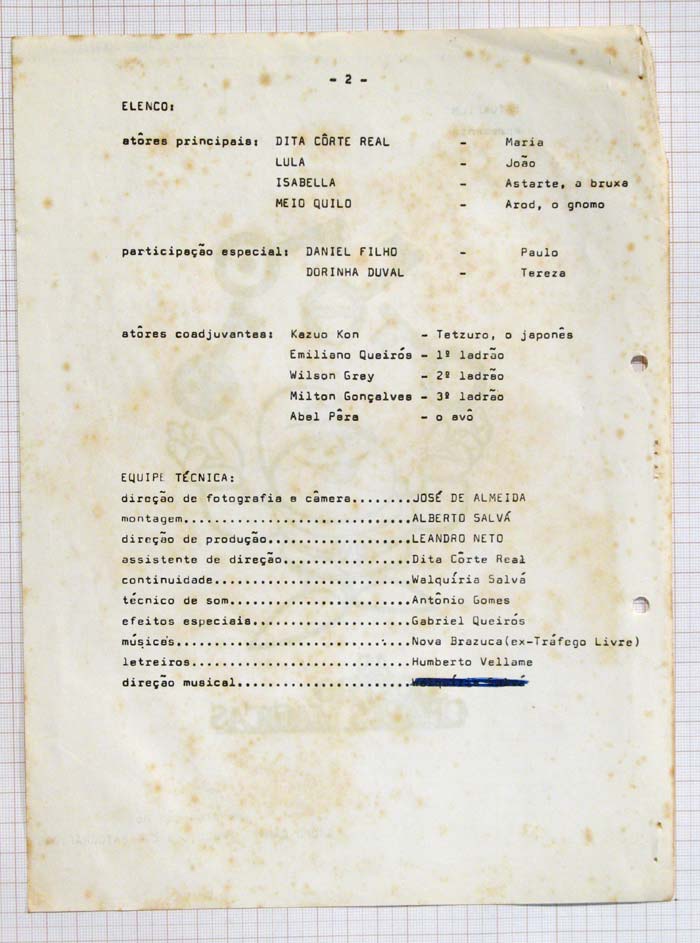 - 2 -
ELENCO:
atôres principais: DITA CÔRTE REAL - Maria
LULA - João
ISABELLA - Astarte, a bruxa
MEIO QUILO - Arod, o gnomo
participação especial: DANIEL FILHO - Paulo
DORINHA DUVAL - Tereza
atôres coadjuvantes: Kazuo Kon - Tetzuro, o japonês
Emiliano Queirós - 1º ladrão
Wilson Grey - 2º ladrão
Milton Gonçalves - 3º ladrão
Abel Pêra - o avô
EQUIPE TÉCNICA:
direção de fotografia e câmera........JOSÉ DE ALMEIDA
montagem..............................ALBERTO SALVÁ
direção de produção...................LEANDRO NETO
assistente de direção.................Dita Côrte Real
continuidade..........................Walquíria Salvá
técnico de som........................Antônio Gomes
efeitos especiais.....................Gabriel Queirós
músicas...............................Nova Brazuca(ex-Tráfego Livre)
letreiros.............................Humberto Vellame
direção musical.......................